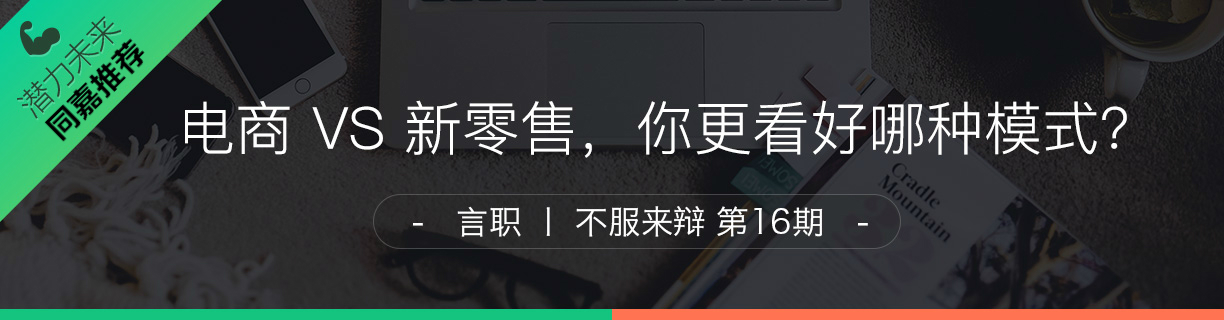 潜力未来
同嘉推荐
电商 VS 新零售，你更看好哪种模式？
- 言职 丨 不服来辩 第16期 -
Cradle
Mountain